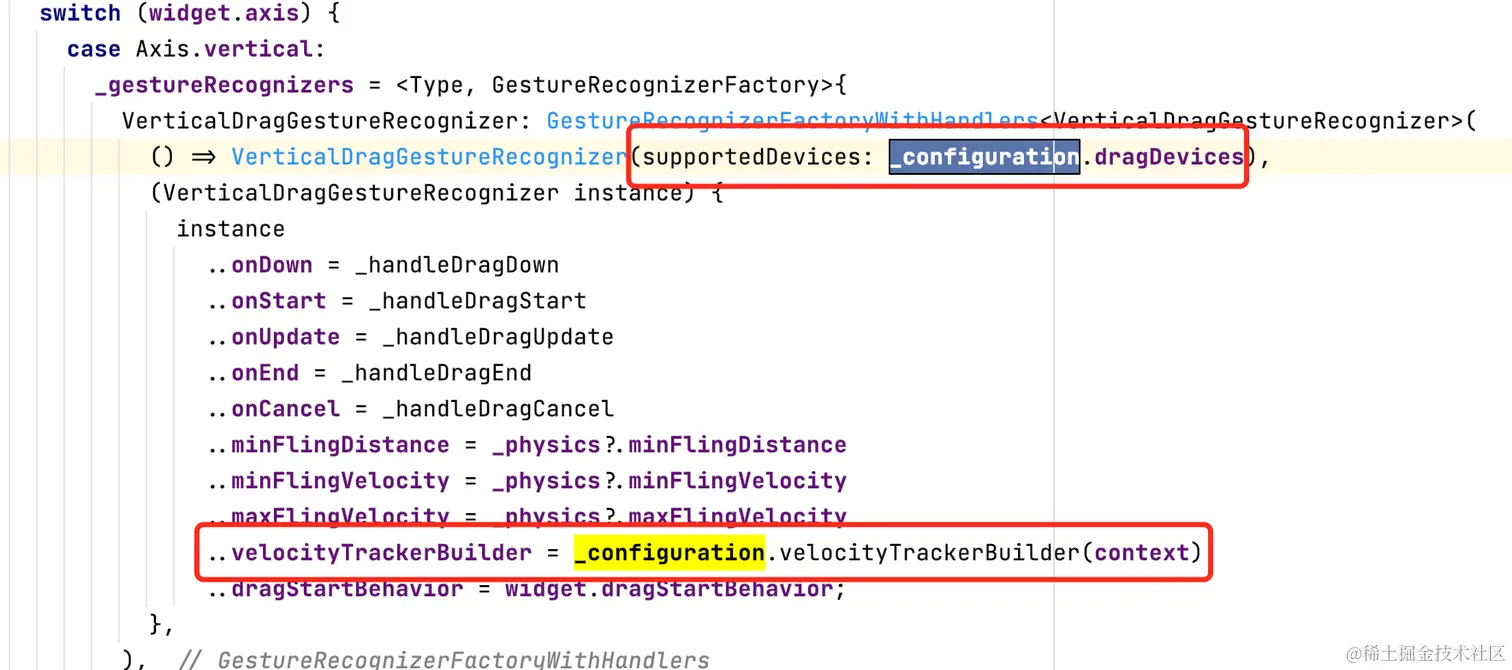 switch (widget.axis) {
case Axis.vertical:
_gestureRecognizers = <Type, GestureRecognizerFactory>{
VerticalDragGestureRecognizer: GestureRecognizerFactoryWithHandlers<VerticalDragGestureRecognizer>(
() => VerticalDragGestureRecognizer(supportedDevices: _configuration.dragDevices),
(VerticalDragGestureRecognizer instance) {
instance
..onDown = _handleDragDown
..onStart = _handleDragStart
..onUpdate = _handleDragUpdate
..onEnd = _handleDragEnd
..onCancel = _handleDragCancel
..minFlingDistance = _physics?.minFlingDistance
..minFlingVelocity = _physics?.minFlingVelocity
..maxFlingVelocity = _physics?.maxFlingVelocity
..velocityTrackerBuilder = _configuration.velocityTrackerBuilder(context)
..dragStartBehavior = widget.dragStartBehavior;
},
), // GestureRecognizerFactoryWithHandlers
@稀土掘金技术社区